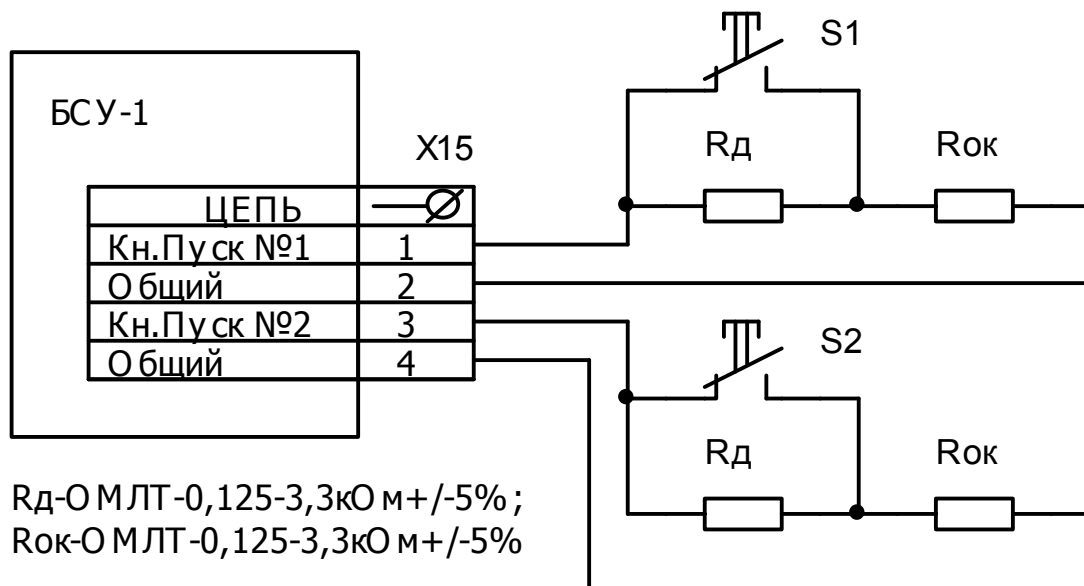 S1
БСУ-1
X15
Rд
Rок
ЦЕПЬ
Кн.Пуск №1 1
Общий 2
Кн.Пуск №2 3
Общий 4
S2
Rд
Rок
Rд-ОМЛТ-0,125-3,3кОм+/-5%;
Rок-ОМЛТ-0,125-3,3кОм+/-5%